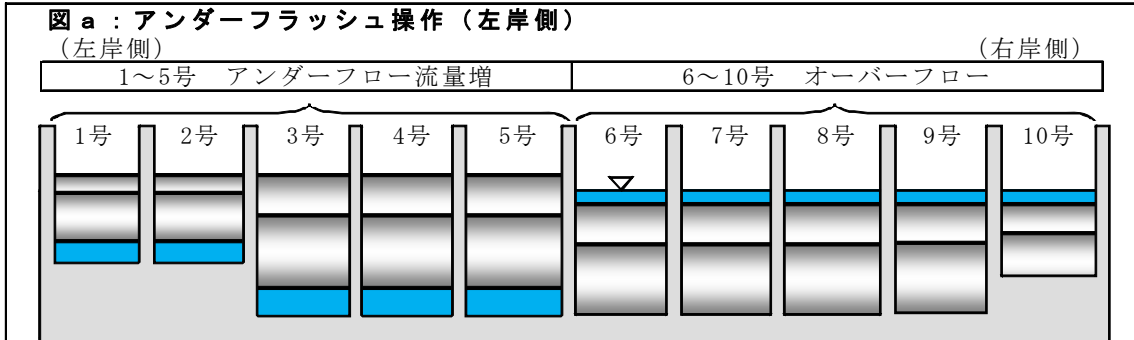 図a：アンダーフラッシュ操作（左岸側）
（左岸側） （右岸側）
1～5号 アンダーフロー流量増 6～10号 オーバーフロー
1号 2号 3号 4号 5号 6号 7号 8号 9号 10号